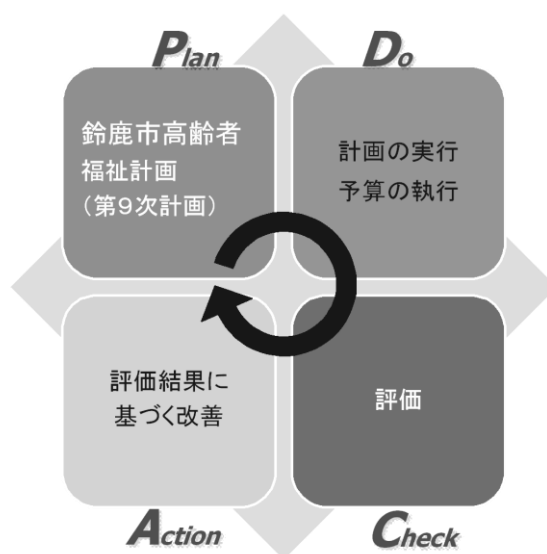 Plan
Do
鈴鹿市高齢者
福祉計画
(第9次計画)
計画の実行
予算の執行
評価結果に
基づく改善
評価
Action
Check